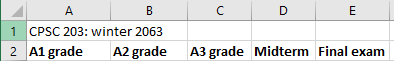 A B C D E
1 CPSC 203: winter 2063
2 A1 grade A2 grade A3 grade Midterm Final exam